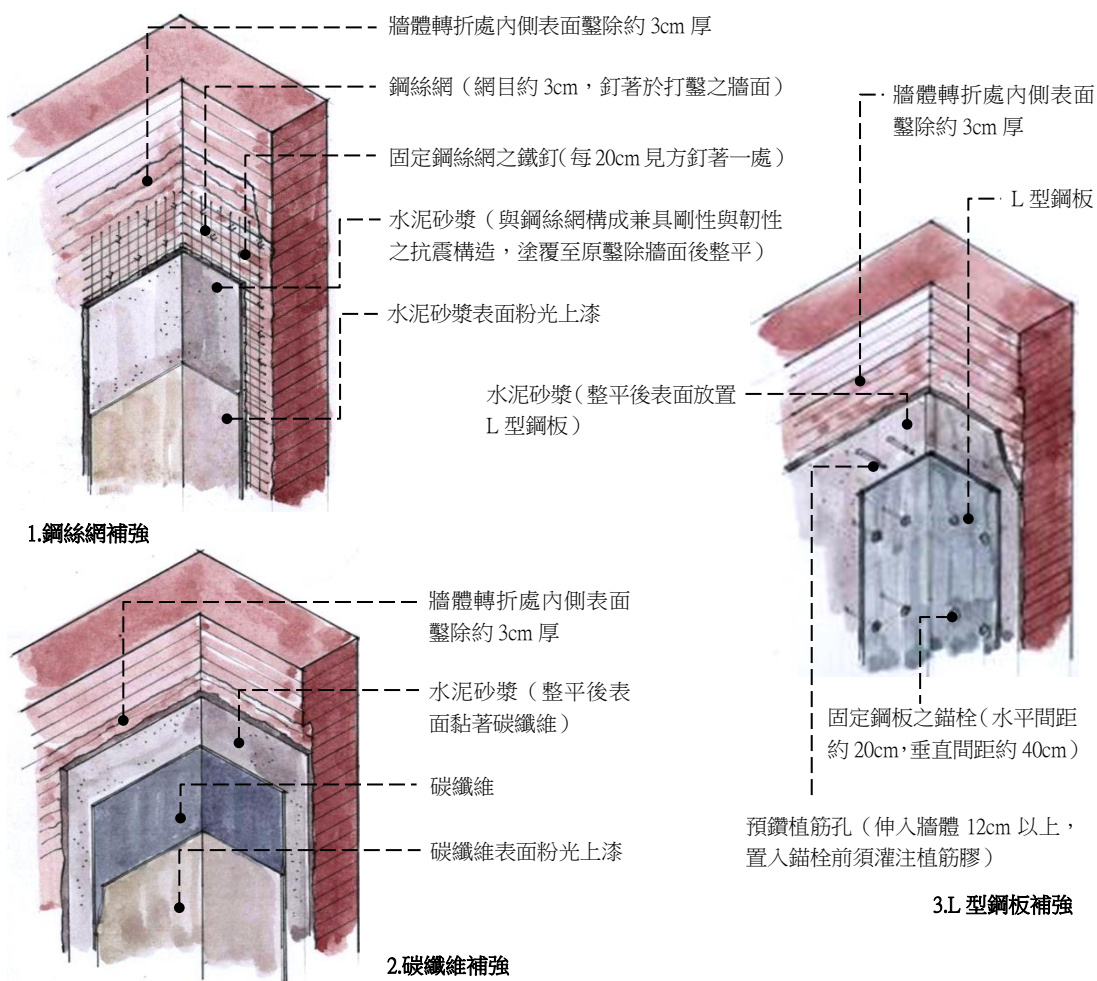 牆體轉折處內側表面鑿除約 3cm 厚
鋼絲網（網目約 3cm，釘著於打鑿之牆面）
固定鋼絲網之鐵釘（每 20cm 見方釘著一處）
水泥砂漿（與鋼絲網構成兼具剛性與韌性
之抗震構造，塗覆至原鑿除牆面後整平）
水泥砂漿表面粉光上漆
1.鋼絲網補強
牆體轉折處內側表面
鑿除約 3cm 厚
水泥砂漿（整平後表
面黏著碳纖維）
碳纖維
碳纖維表面粉光上漆
2.碳纖維補強
牆體轉折處內側表面
鑿除約 3cm 厚
L 型鋼板
水泥砂漿（整平後表面放置
L 型鋼板）
固定鋼板之錨栓（水平間距
約 20cm，垂直間距約 40cm）
預鑽植筋孔（伸入牆體 12cm 以上，
置入錨栓前須灌注植筋膠）
3.L 型鋼板補強